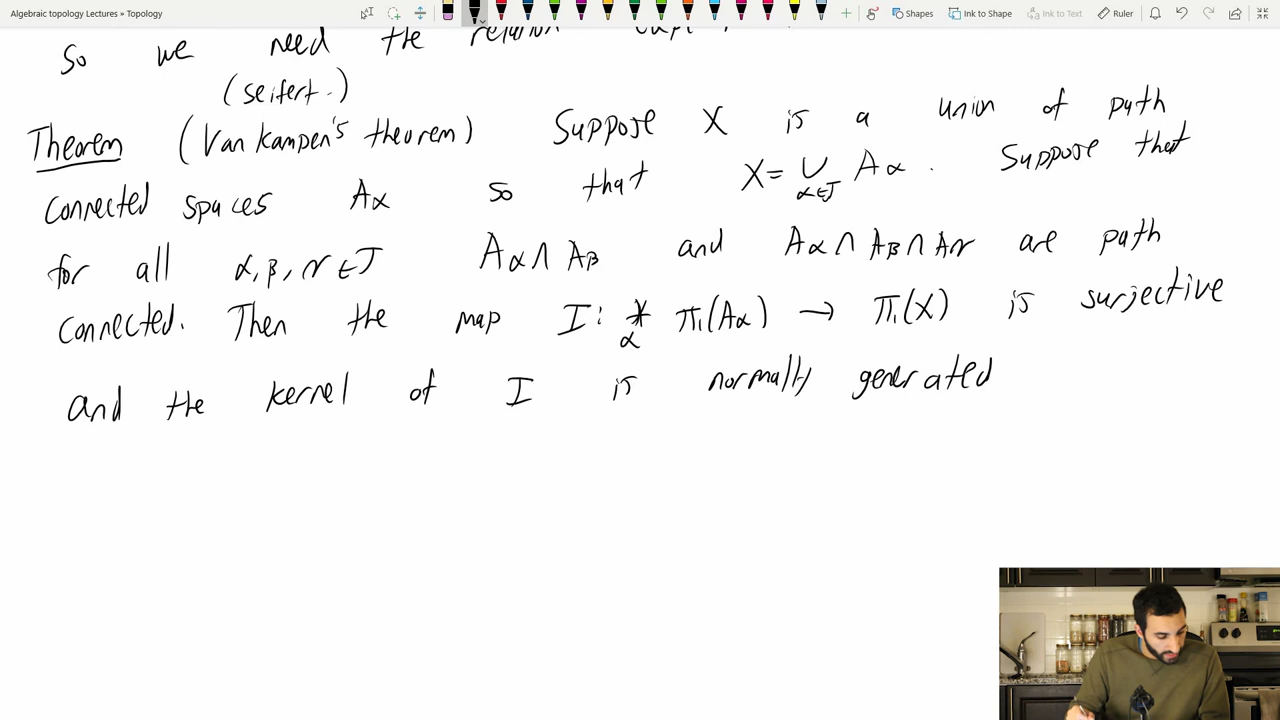 Algebraic topology Lectures » Topology
Shapes Ink to Shape Ink to Text Ruler
So we need the relation
(seifert-)
Theorem (Van Kampen's theorem) Suppose X is a union of path
Connected spaces Aα so that X = ∪ α∈J Aα. Suppose that
for all α, β, γ ∈ J Aα ∩ Aβ and Aα ∩ Aβ ∩ Aγ are path
Connected. Then the map I: * α π₁(Aα) → π₁(X) is surjective
and the kernel of I is normally generated